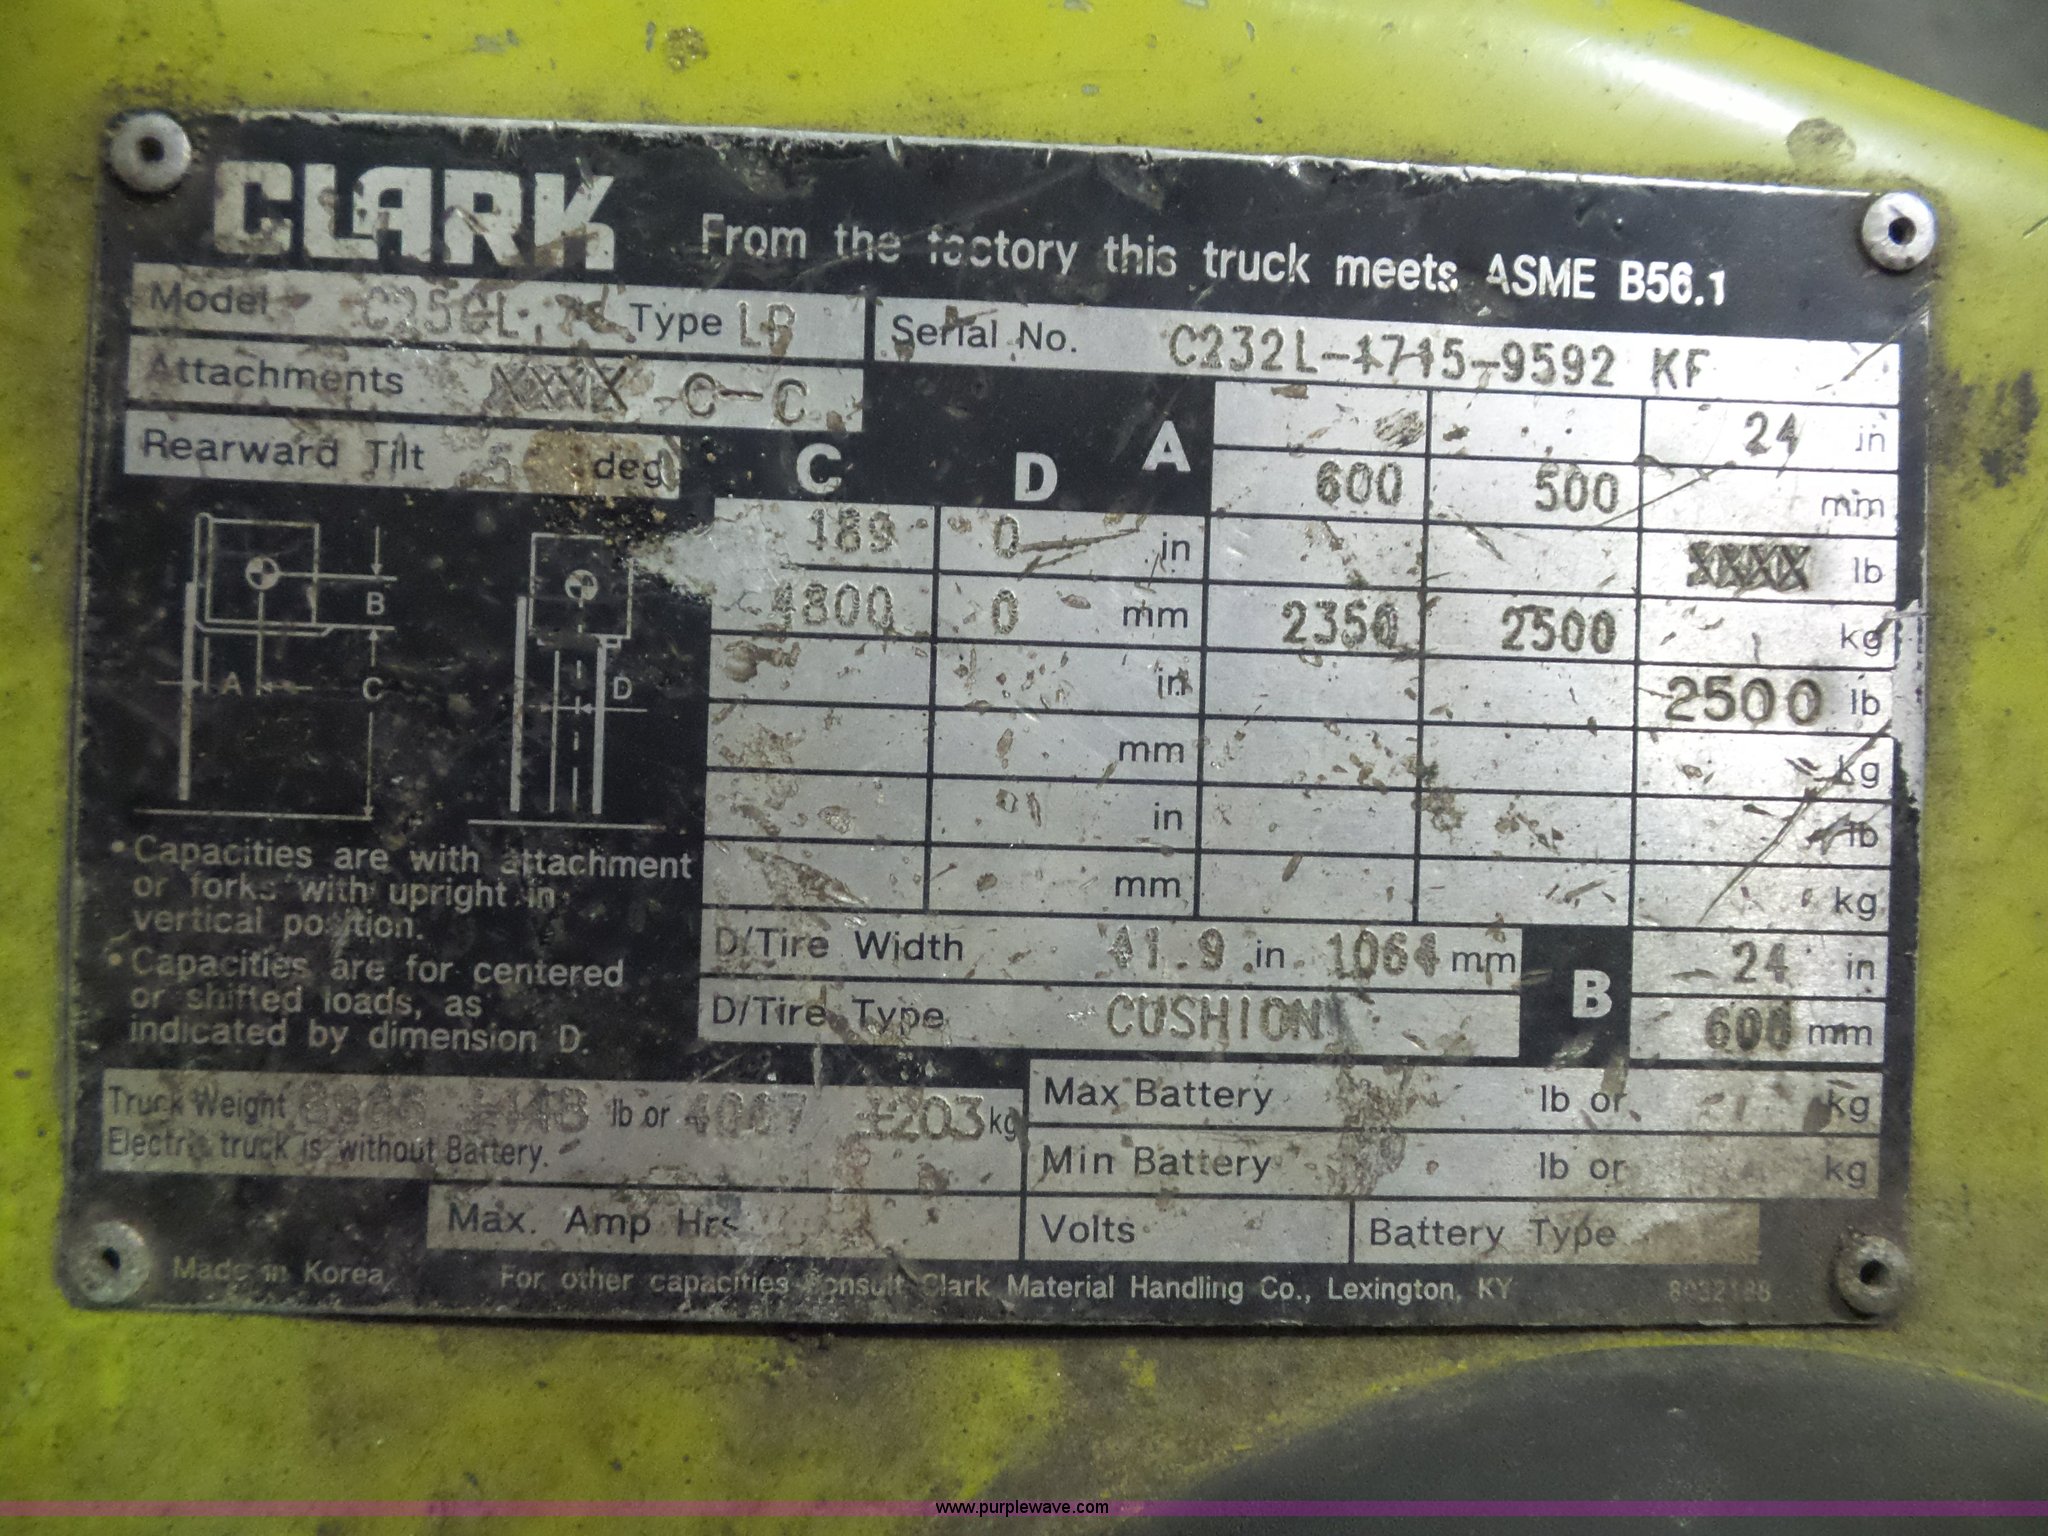 CLARK
From the factory this truck meets ASME B56.1
Model C25CL Type LP Serial No. C232L-1715-9592 KF
Attachments XXXX C-C
Rearward Tilt 5 deg
C D A
24 in
600 500 mm
189 0 in XXXX lb
4800 0 mm 2350 2500 kg
in 2500 lb
mm kg
in lb
mm kg
B
A C
D
• Capacities are with attachment
or forks with upright in
vertical position.
• Capacities are for centered
or shifted loads, as
indicated by dimension D.
D/Tire Width 41.9 in 1064 mm
D/Tire Type CUSHION
B 24 in
600 mm
Truck Weight lb or kg
Electric truck is without Battery.
Max Battery lb or kg
Min Battery lb or kg
Max. Amp Hrs Volts Battery Type
Made in Korea
For other capacities Consult Clark Material Handling Co., Lexington, KY
www.purplewave.com